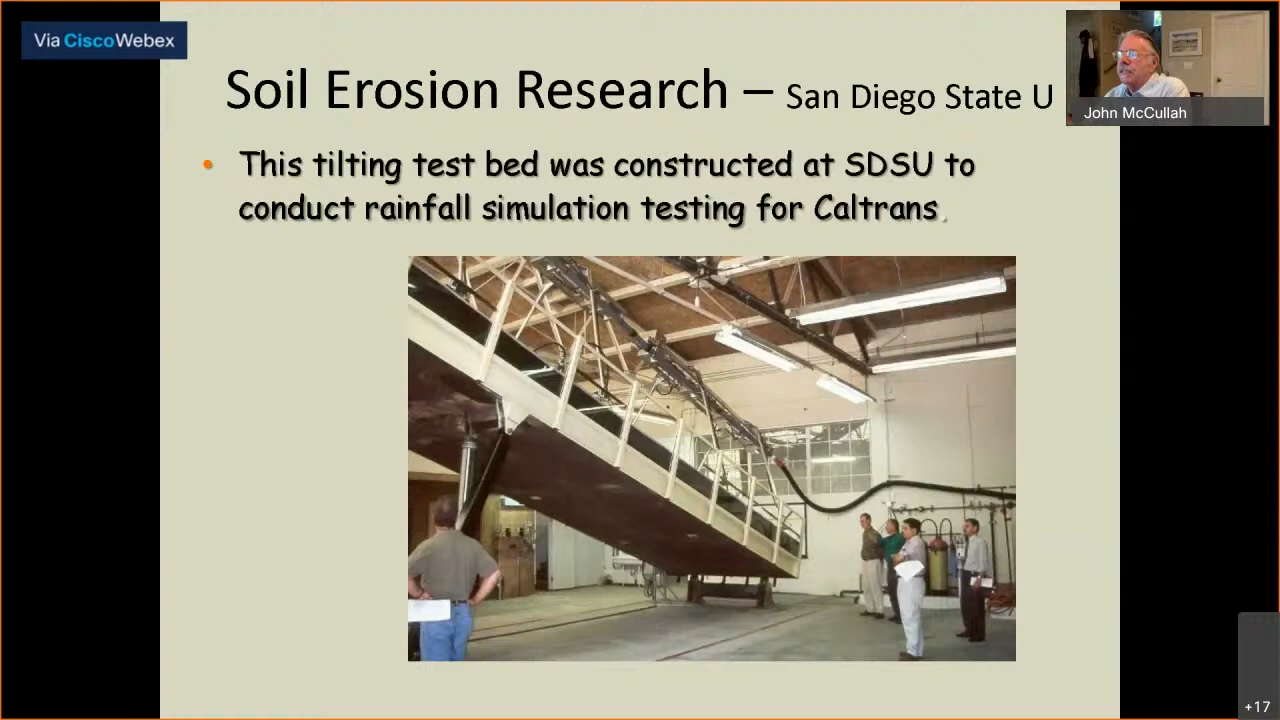 Via CiscoWebex
Soil Erosion Research – San Diego State U
John McCullah
• This tilting test bed was constructed at SDSU to
conduct rainfall simulation testing for Caltrans.
+17